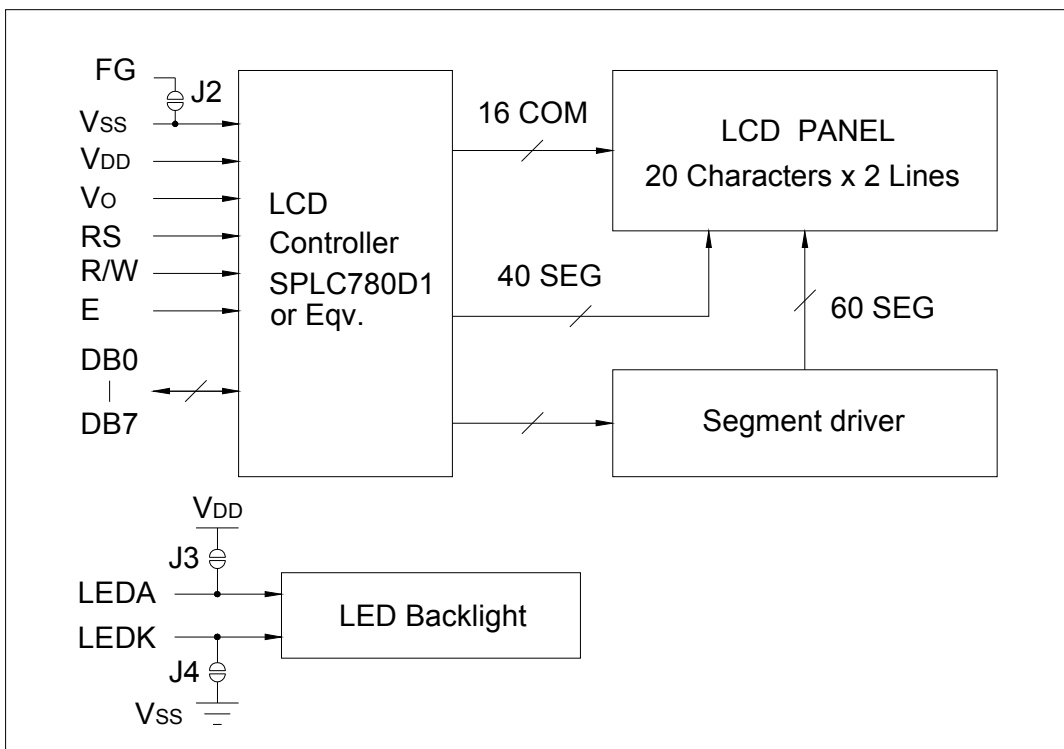 FG
J2
VSS
VDD
VO
RS
R/W
E
DB0
DB7
LCD
Controller
SPLC780D1
or Eqv.
16 COM
40 SEG
LCD PANEL
20 Characters x 2 Lines
60 SEG
Segment driver
VDD
J3
LEDA
LEDK
J4
VSS
LED Backlight